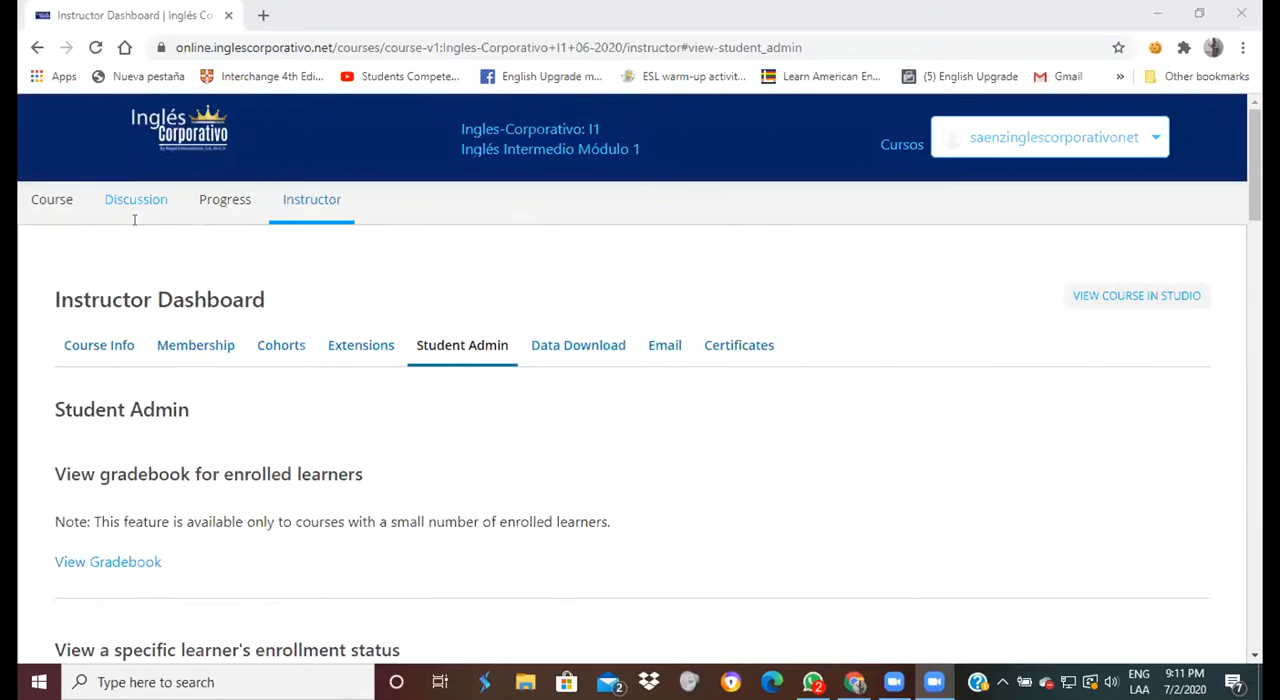 Instructor Dashboard | Inglés Co
online.inglescorporativo.net/courses/course-v1:Ingles-Corporativo+I1+06-2020/instructor#view-student_admin
Apps Nueva pestaña Interchange 4th Edi... Students Compete... English Upgrade m... ESL warm-up activit... Learn American En... (5) English Upgrade Gmail » Other bookmarks
Inglés
Corporativo
Ingles-Corporativo: I1
Inglés Intermedio Módulo 1
Cursos
saenzinglescorporativonet
Course Discussion Progress Instructor
Instructor Dashboard
VIEW COURSE IN STUDIO
Course Info Membership Cohorts Extensions Student Admin Data Download Email Certificates
Student Admin
View gradebook for enrolled learners
Note: This feature is available only to courses with a small number of enrolled learners.
View Gradebook
View a specific learner's enrollment status
Type here to search
2
2
ENG
LAA
9:11 PM
7/2/2020
7